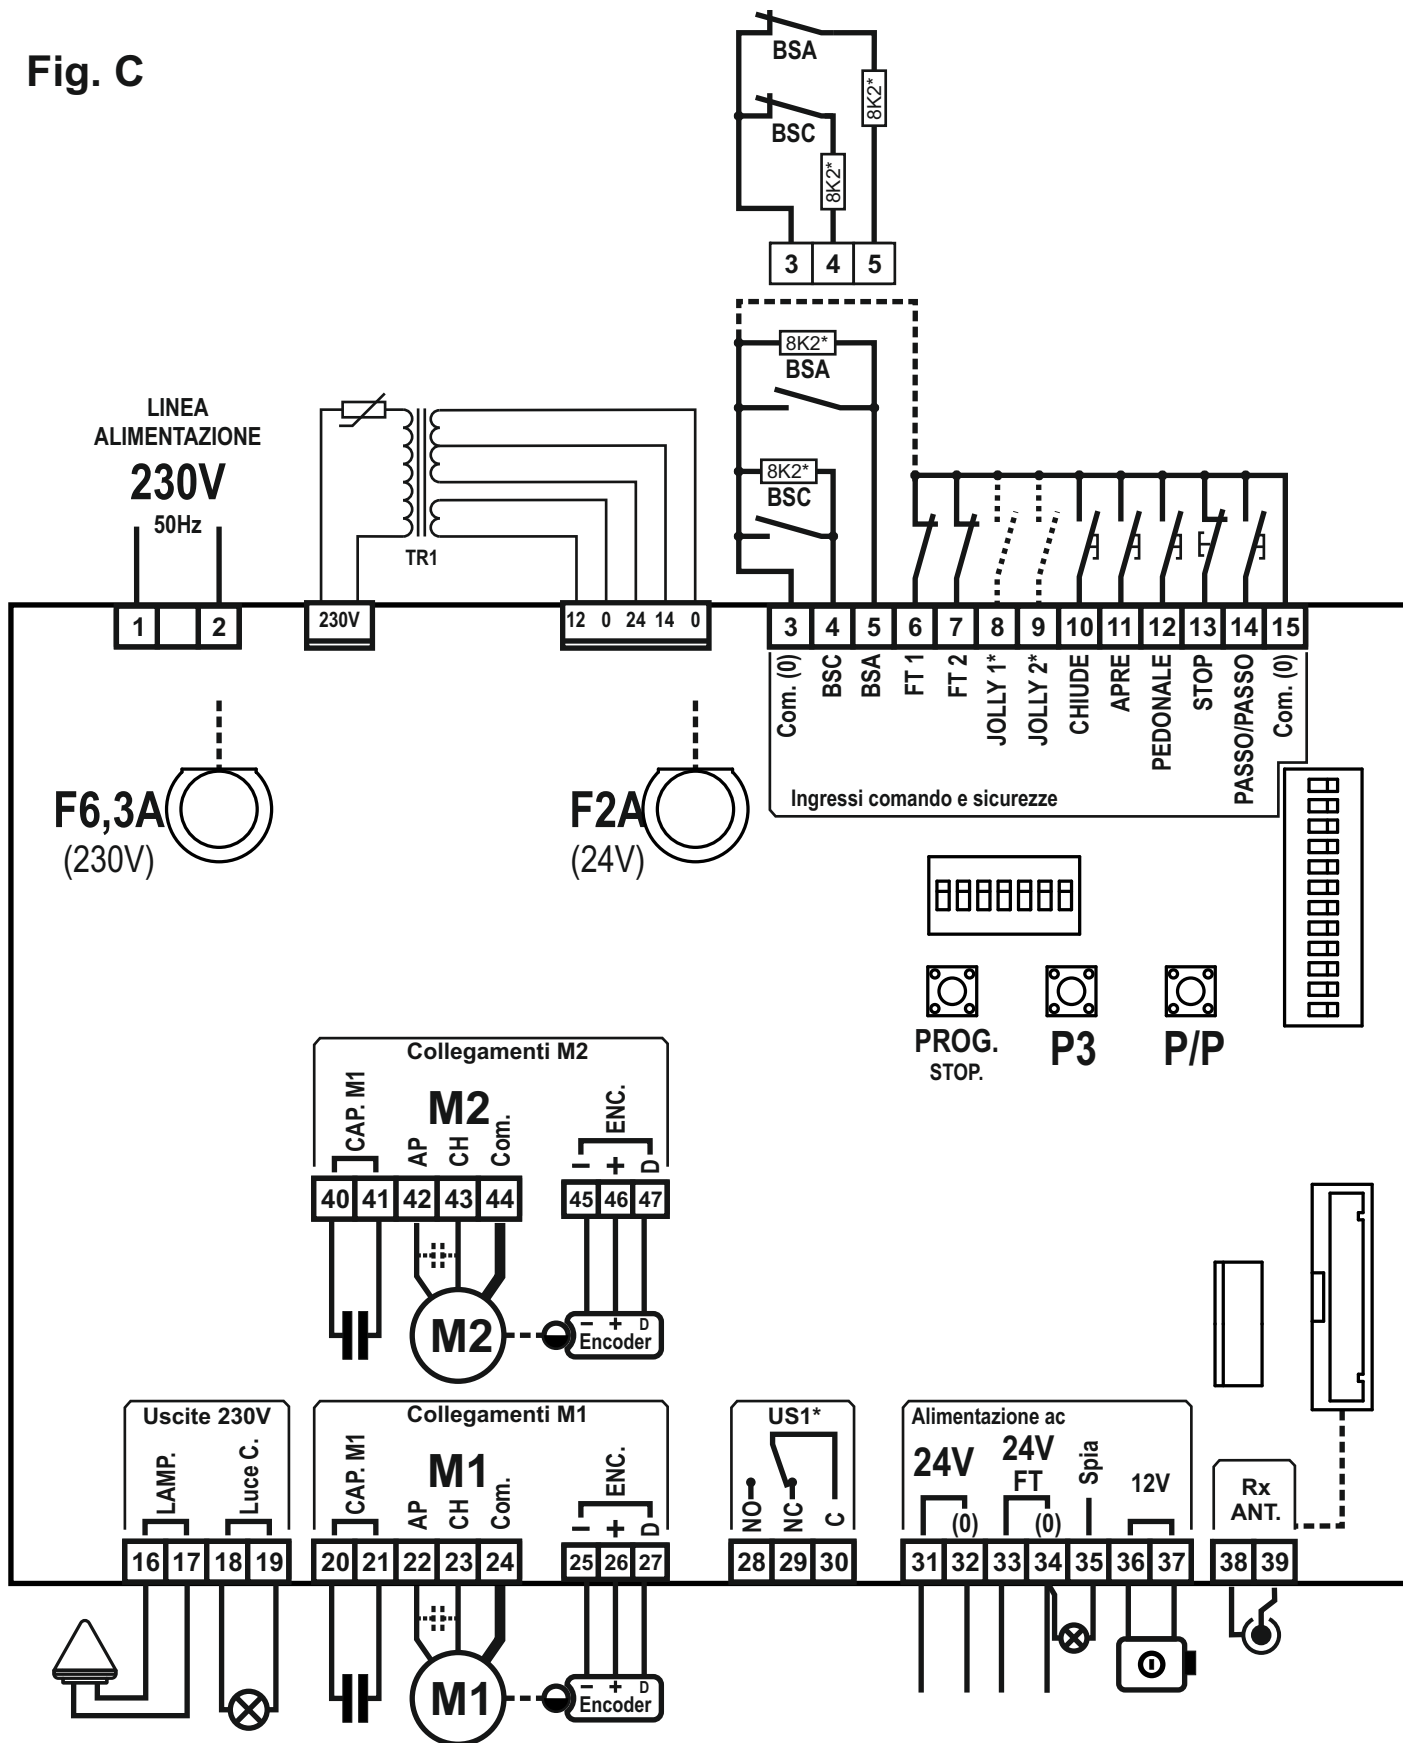 Fig. C
BSA
8K2*
BSC
8K2*
3 4 5
8K2*
BSA
8K2*
BSC
LINEA
ALIMENTAZIONE
230V
50Hz
TR1
1 2
230V
12 0 24 14 0
3 4 5 6 7 8 9 10 11 12 13 14 15
Com. (0)
BSC
BSA
FT 1
FT 2
JOLLY 1*
JOLLY 2*
CHIUDE
APRE
PEDONALE
STOP
PASSO/PASSO
Com. (0)
Ingressi comando e sicurezze
F6,3A
(230V)
F2A
(24V)
PROG.
STOP.
P3
P/P
Collegamenti M2
CAP. M1
M2
AP
CH
Com.
ENC.
- + D
40 41 42 43 44
45 46 47
M2
- + D
Encoder
Uscite 230V
LAMP.
Luce C.
16 17 18 19
Collegamenti M1
CAP. M1
M1
AP
CH
Com.
ENC.
- + D
20 21 22 23 24
25 26 27
M1
- + D
Encoder
US1*
NO
NC
C
28 29 30
Alimentazione ac
24V
(0)
24V
FT
(0)
Spia
12V
31 32 33 34 35 36 37
Rx
ANT.
38 39